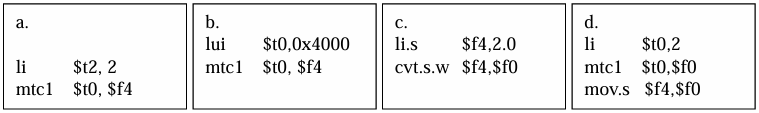 a.
li $t2, 2
mtc1 $t0, $f4
b.
lui $t0,0x4000
mtc1 $t0, $f4
c.
li.s $f4,2.0
cvt.s.w $f4,$f0
d.
li $t0,2
mtc1 $t0,$f0
mov.s $f4,$f0